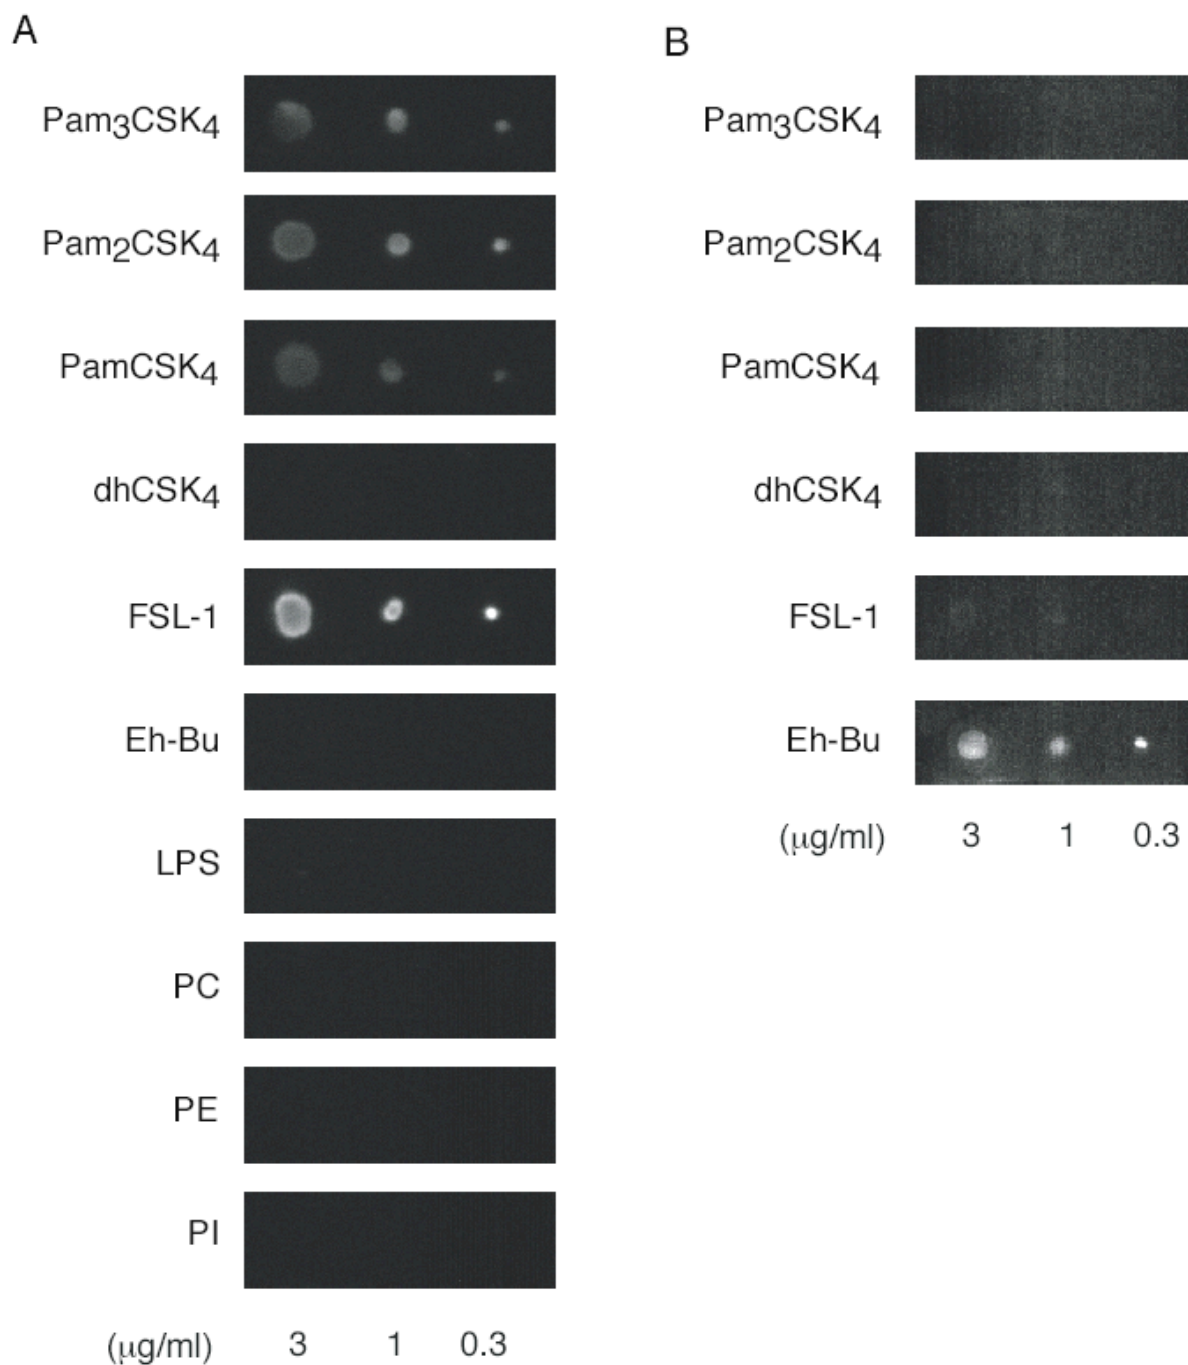 A
Pam3CSK4
Pam2CSK4
PamCSK4
dhCSK4
FSL-1
Eh-Bu
LPS
PC
PE
PI
(μg/ml) 3 1 0.3
B
Pam3CSK4
Pam2CSK4
PamCSK4
dhCSK4
FSL-1
Eh-Bu
(μg/ml) 3 1 0.3